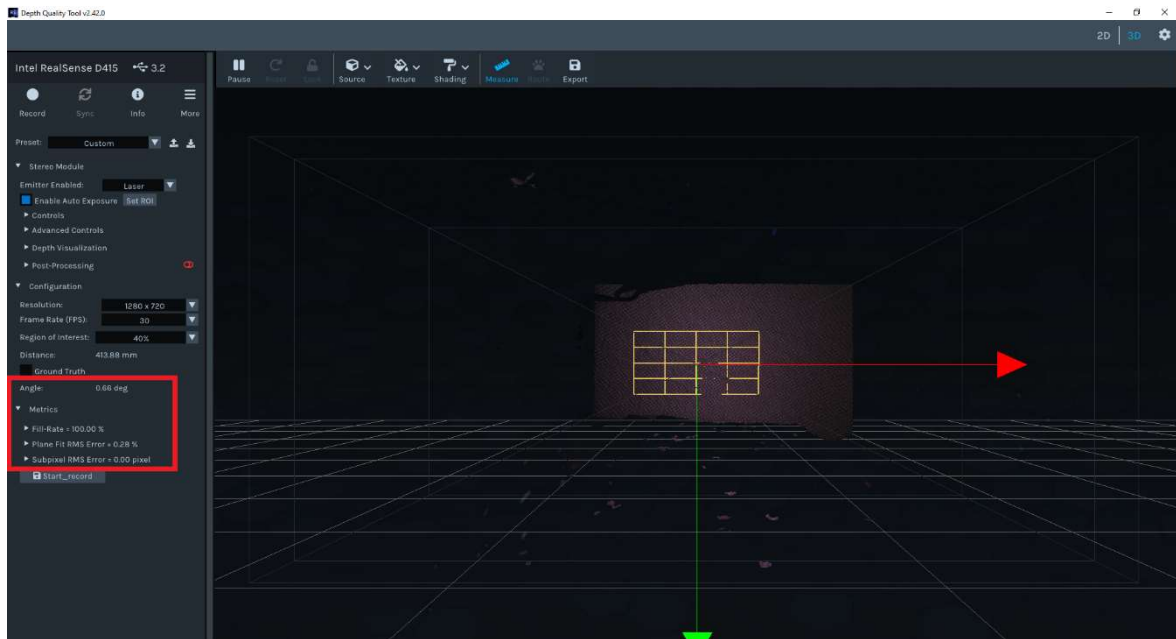 Depth Quality Tool v2.42.0
2D 3D
Intel RealSense D415 3.2
Pause Reset Lock Source Texture Shading Measure Route Export
Record Sync Info More
Preset: Custom
Stereo Module
Emitter Enabled: Laser
Enable Auto Exposure Set ROI
Controls
Advanced Controls
Depth Visualization
Post-Processing
Configuration
Resolution: 1280 x 720
Frame Rate (FPS): 30
Region of Interest: 40%
Distance: 413.88 mm
Ground Truth
Angle: 0.66 deg
Metrics
Fill-Rate = 100.00 %
Plane Fit RMS Error = 0.28 %
Subpixel RMS Error = 0.00 pixel
Start_record